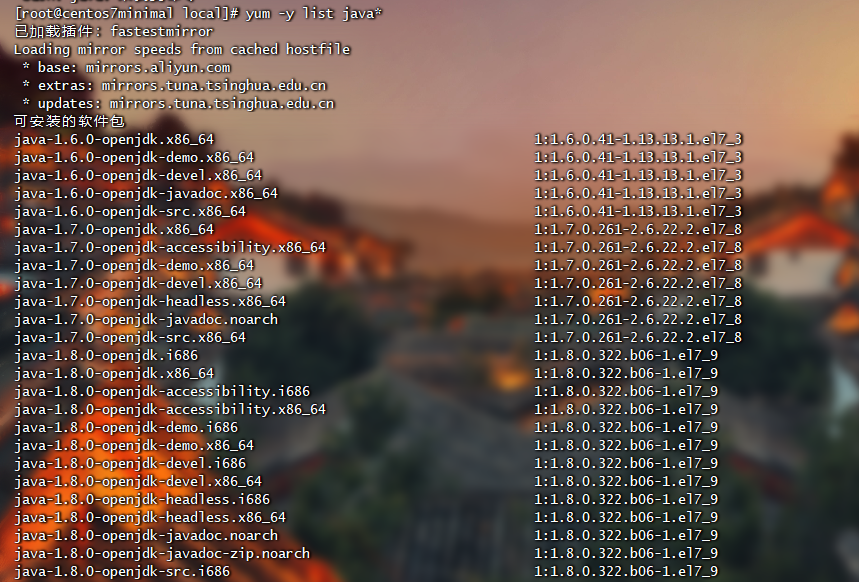 [root@centos7minimal local]# yum -y list java*
已加载插件：fastestmirror
Loading mirror speeds from cached hostfile
 * base: mirrors.aliyun.com
 * extras: mirrors.tuna.tsinghua.edu.cn
 * updates: mirrors.tuna.tsinghua.edu.cn
可安装的软件包
java-1.6.0-openjdk.x86_64 1:1.6.0.41-1.13.13.1.el7_3
java-1.6.0-openjdk-demo.x86_64 1:1.6.0.41-1.13.13.1.el7_3
java-1.6.0-openjdk-devel.x86_64 1:1.6.0.41-1.13.13.1.el7_3
java-1.6.0-openjdk-javadoc.x86_64 1:1.6.0.41-1.13.13.1.el7_3
java-1.6.0-openjdk-src.x86_64 1:1.6.0.41-1.13.13.1.el7_3
java-1.7.0-openjdk.x86_64 1:1.7.0.261-2.6.22.2.el7_8
java-1.7.0-openjdk-accessibility.x86_64 1:1.7.0.261-2.6.22.2.el7_8
java-1.7.0-openjdk-demo.x86_64 1:1.7.0.261-2.6.22.2.el7_8
java-1.7.0-openjdk-devel.x86_64 1:1.7.0.261-2.6.22.2.el7_8
java-1.7.0-openjdk-headless.x86_64 1:1.7.0.261-2.6.22.2.el7_8
java-1.7.0-openjdk-javadoc.noarch 1:1.7.0.261-2.6.22.2.el7_8
java-1.7.0-openjdk-src.x86_64 1:1.7.0.261-2.6.22.2.el7_8
java-1.8.0-openjdk.i686 1:1.8.0.322.b06-1.el7_9
java-1.8.0-openjdk.x86_64 1:1.8.0.322.b06-1.el7_9
java-1.8.0-openjdk-accessibility.i686 1:1.8.0.322.b06-1.el7_9
java-1.8.0-openjdk-accessibility.x86_64 1:1.8.0.322.b06-1.el7_9
java-1.8.0-openjdk-demo.i686 1:1.8.0.322.b06-1.el7_9
java-1.8.0-openjdk-demo.x86_64 1:1.8.0.322.b06-1.el7_9
java-1.8.0-openjdk-devel.i686 1:1.8.0.322.b06-1.el7_9
java-1.8.0-openjdk-devel.x86_64 1:1.8.0.322.b06-1.el7_9
java-1.8.0-openjdk-headless.i686 1:1.8.0.322.b06-1.el7_9
java-1.8.0-openjdk-headless.x86_64 1:1.8.0.322.b06-1.el7_9
java-1.8.0-openjdk-javadoc.noarch 1:1.8.0.322.b06-1.el7_9
java-1.8.0-openjdk-javadoc-zip.noarch 1:1.8.0.322.b06-1.el7_9
java-1.8.0-openjdk-src.i686 1:1.8.0.322.b06-1.el7_9